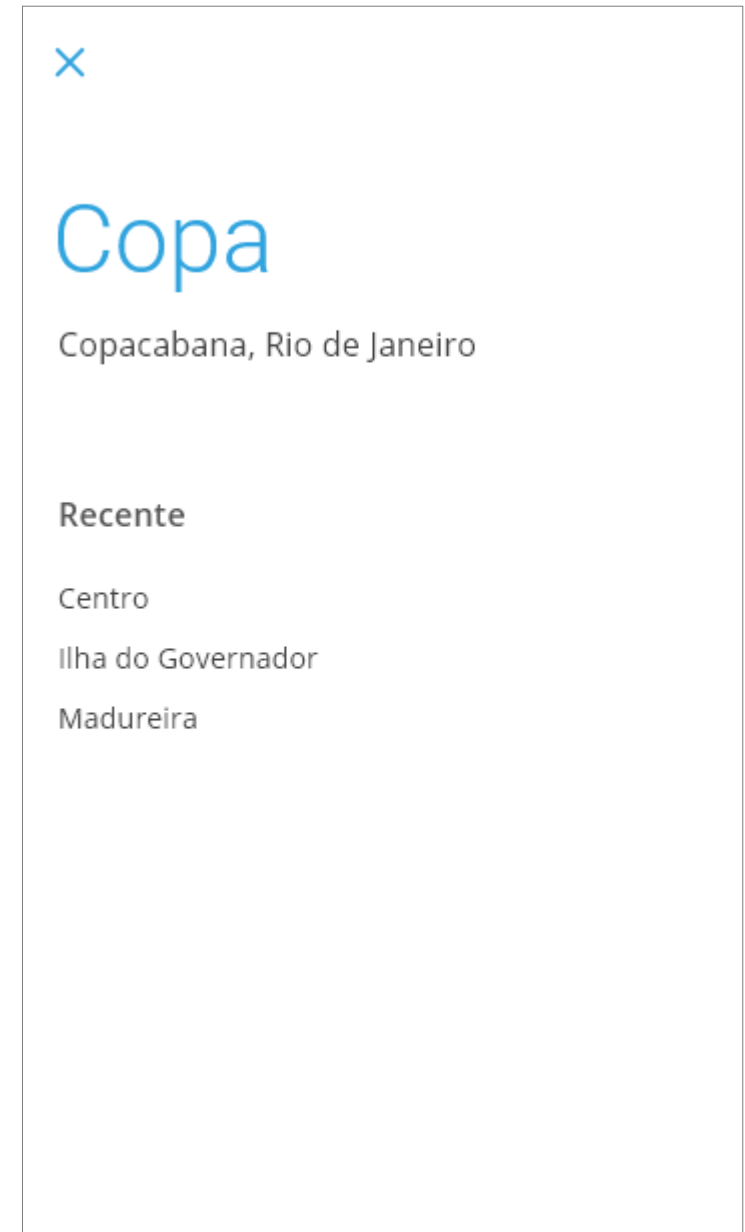 Copa
Copacabana, Rio de Janeiro
Recente
Centro
Ilha do Governador
Madureira